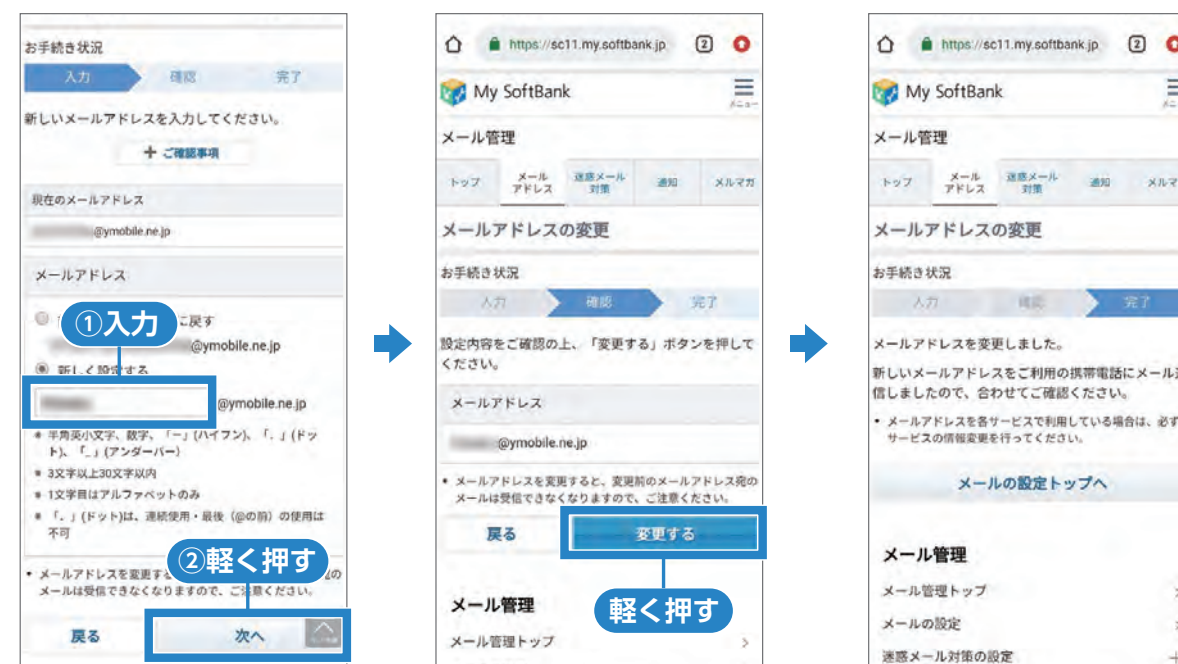 お手続き状況
入力
確認
完了
新しいメールアドレスを入力してください。
+ ご確認事項
現在のメールアドレス
@ymobile.ne.jp
メールアドレス
①入力
に戻す
@ymobile.ne.jp
新しく設定する
@ymobile.ne.jp
* 半角英小文字、数字、「−」(ハイフン)、「.」(ドッ
ト)、「_」(アンダーバー)
* 3文字以上30文字以内
* 1文字目はアルファベットのみ
* 「.」(ドット)は、連続使用・最後（@の前）の使用は
不可
②軽く押す
• メールアドレスを変更す
の
メールは受信できなくなりますので、ご注意ください。
戻る
次へ
https://sc11.my.softbank.jp
2
My SoftBank
メニュー
メール管理
トップ
メール
アドレス
迷惑メール
対策
通知
メルマガ
メールアドレスの変更
お手続き状況
入力
確認
完了
設定内容をご確認の上、「変更する」ボタンを押して
ください。
メールアドレス
@ymobile.ne.jp
• メールアドレスを変更すると、変更前のメールアドレス宛の
メールは受信できなくなりますので、ご注意ください。
戻る
変更する
軽く押す
メール管理
メール管理トップ
https://sc11.my.softbank.jp
2
My SoftBank
メール管理
トップ
メール
アドレス
迷惑メール
対策
通知
メルマ
メールアドレスの変更
お手続き状況
入力
確認
完了
メールアドレスを変更しました。
新しいメールアドレスをご利用の携帯電話にメール
信しましたので、合わせてご確認ください。
• メールアドレスを各サービスで利用している場合は、必ず
サービスの情報変更を行ってください。
メールの設定トップへ
メール管理
メール管理トップ
メールの設定
迷惑メール対策の設定